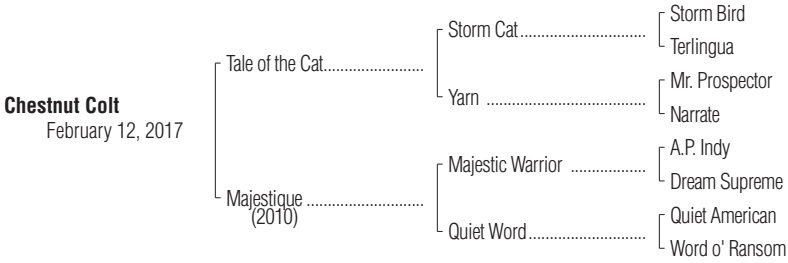 Chestnut Colt
February 12, 2017
Tale of the Cat........................
Majestique ...........................
(2010)
Storm Cat..............................
Yarn ......................................
Majestic Warrior ..................
Quiet Word............................
Storm Bird
Terlingua
Mr. Prospector
Narrate
A.P. Indy
Dream Supreme
Quiet American
Word o' Ransom